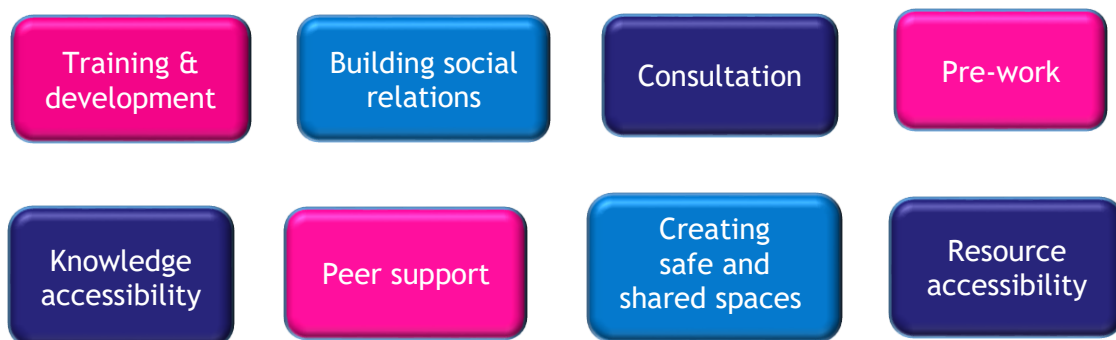 Training &
development
Building social
relations
Consultation
Pre-work
Knowledge
accessibility
Peer support
Creating
safe and
shared spaces
Resource
accessibility